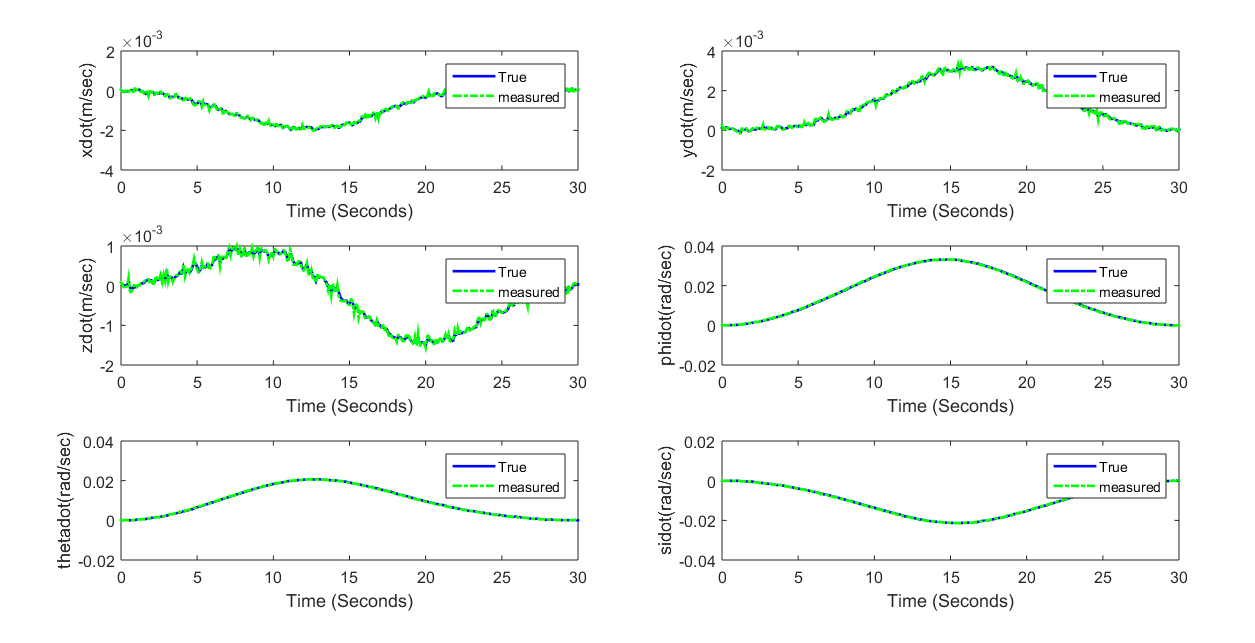 ×10⁻³
2
0
-2
-4
xdot(m/sec)
True
measured
0 5 10 15 20 25 30
Time (Seconds)
×10⁻³
4
2
0
-2
ydot(m/sec)
True
measured
0 5 10 15 20 25 30
Time (Seconds)
×10⁻³
1
0
-1
-2
zdot(m/sec)
True
measured
0 5 10 15 20 25 30
Time (Seconds)
0.04
0.02
0
-0.02
phidot(rad/sec)
True
measured
0 5 10 15 20 25 30
Time (Seconds)
0.04
0.02
0
-0.02
thetadot(rad/sec)
True
measured
0 5 10 15 20 25 30
Time (Seconds)
0.02
0
-0.02
-0.04
sidot(rad/sec)
True
measured
0 5 10 15 20 25 30
Time (Seconds)